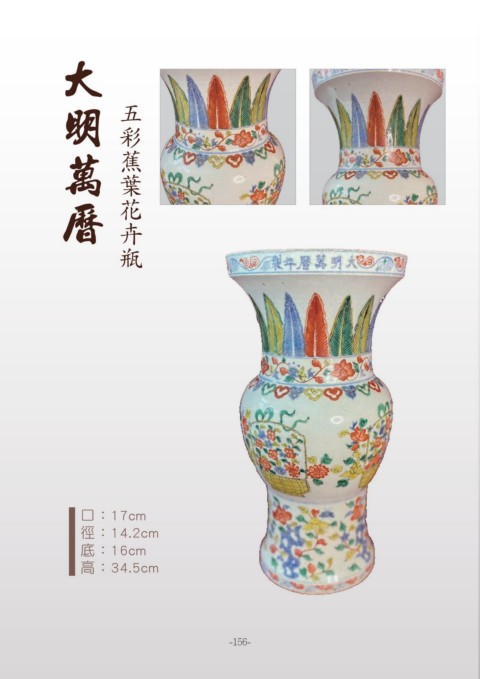 大明萬曆
五彩蕉葉花卉瓶
大明萬曆年製
口：17cm
徑：14.2cm
底：16cm
高：34.5cm
-156-